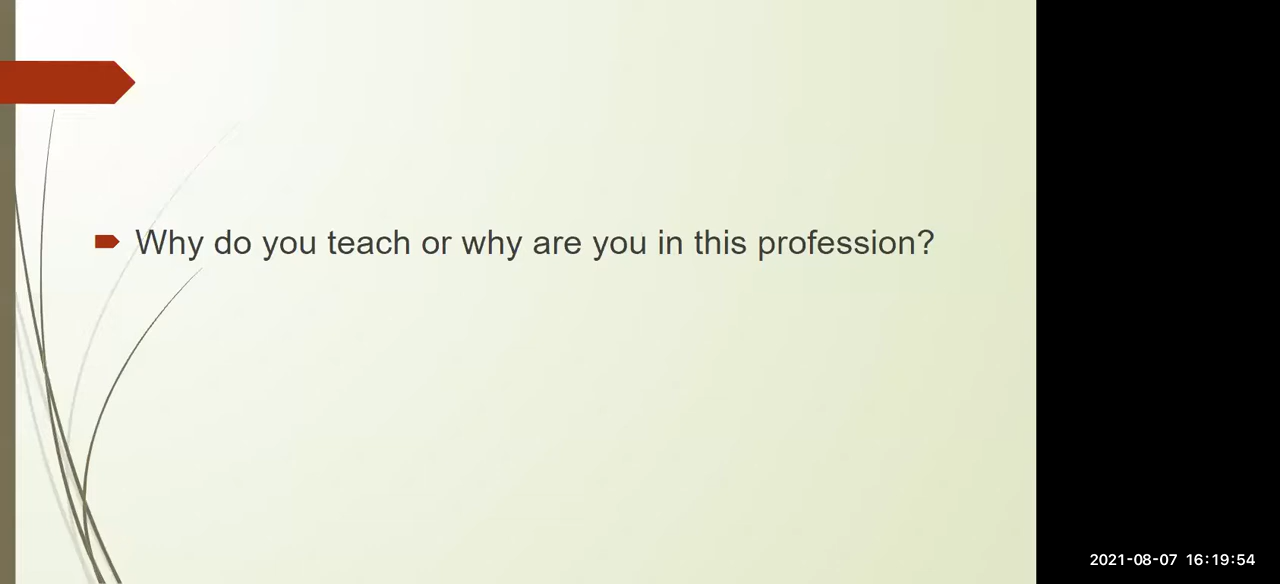 Why do you teach or why are you in this profession?
2021-08-07 16:19:54